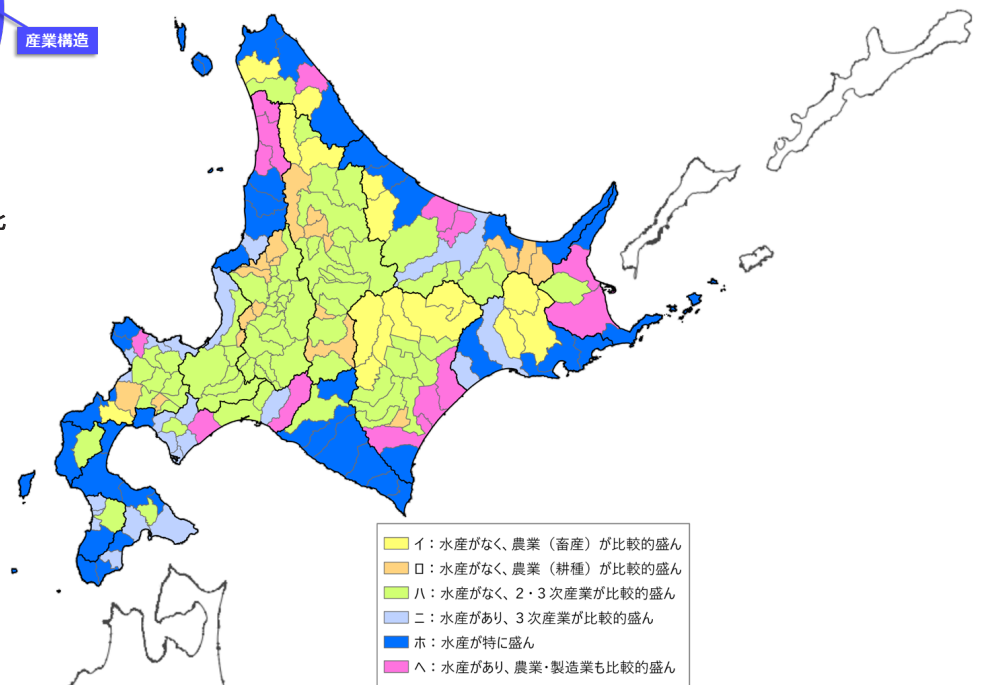 産業構造
イ：水産がなく、農業（畜産）が比較的盛ん
ロ：水産がなく、農業（耕種）が比較的盛ん
ハ：水産がなく、２・３次産業が比較的盛ん
ニ：水産があり、３次産業が比較的盛ん
ホ：水産が特に盛ん
ヘ：水産があり、農業・製造業も比較的盛ん